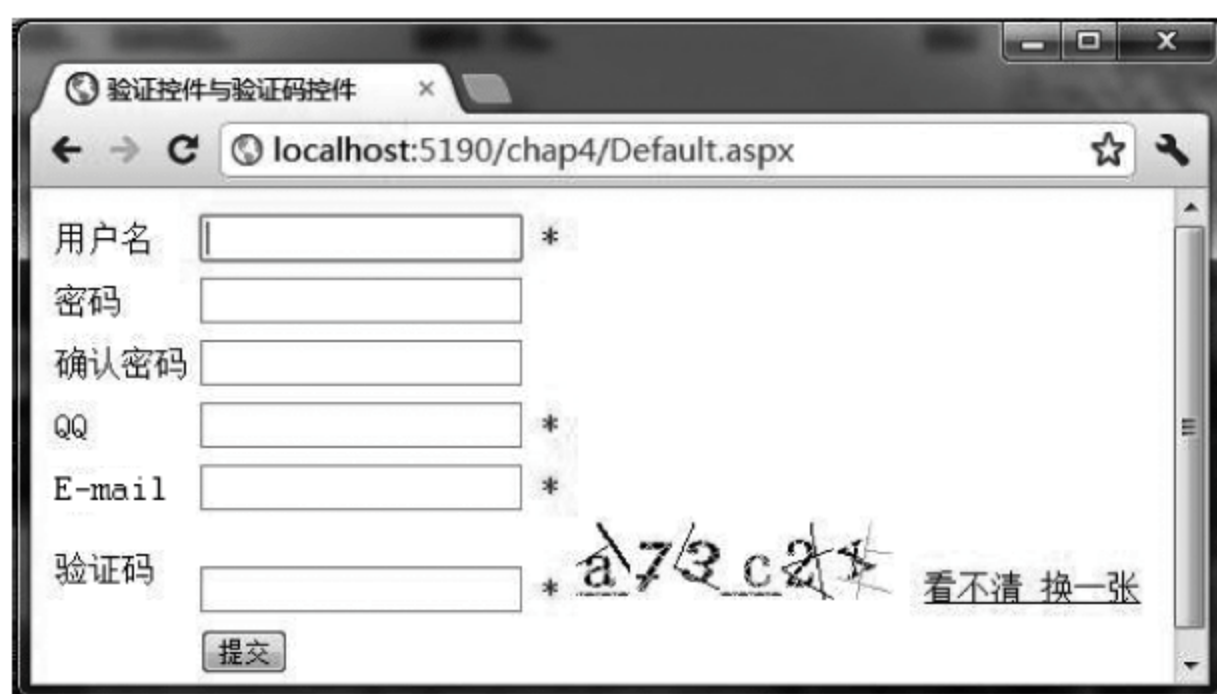 验证控件与验证码控件
localhost:5190/chap4/Default.aspx
用户名 *
密码
确认密码
QQ *
E-mail *
验证码 * 看不清 换一张
提交